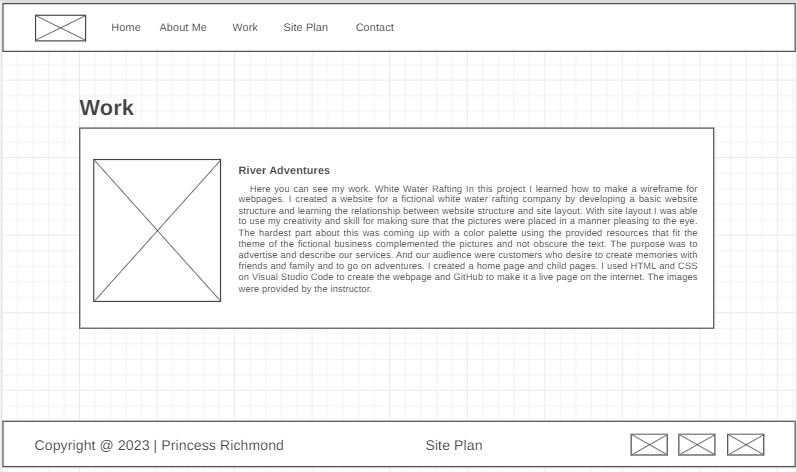 Home About Me Work Site Plan Contact
Work
River Adventures
Here you can see my work. White Water Rafting In this project I learned how to make a wireframe for
webpages. I created a website for a fictional white water rafting company by developing a basic website
structure and learning the relationship between website structure and site layout. With site layout I was able
to use my creativity and skill for making sure that the pictures were placed in a manner pleasing to the eye.
The hardest part about this was coming up with a color palette using the provided resources that fit the
theme of the fictional business complemented the pictures and not obscure the text. The purpose was to
advertise and describe our services. And our audience were customers who desire to create memories with
friends and family and to go on adventures. I created a home page and child pages. I used HTML and CSS
on Visual Studio Code to create the webpage and GitHub to make it a live page on the internet. The images
were provided by the instructor.
Copyright @ 2023 | Princess Richmond Site Plan